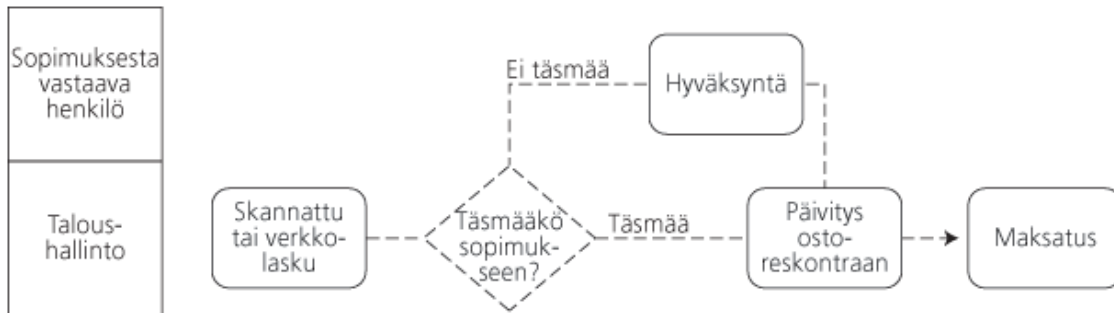 Sopimuksesta
vastaava
henkilö
Ei täsmää
Hyväksyntä
Talous-
hallinto
Skannattu
tai verkko-
lasku
Täsmääkö
sopimuk-
seen?
Täsmää
Päivitys
osto-
reskontraan
Maksatus